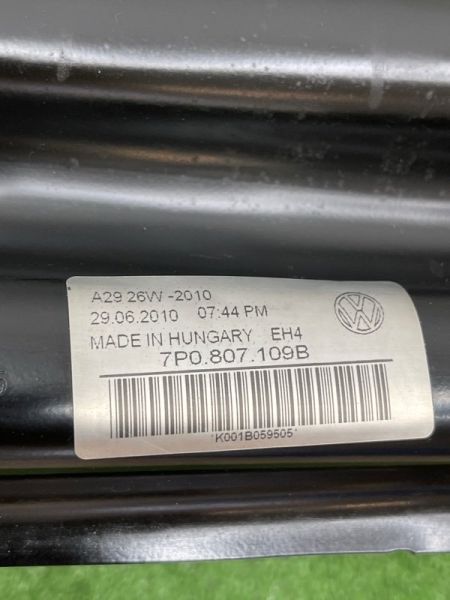 A29 26W -2010
29.06.2010 07:44 PM
MADE IN HUNGARY EH4
7P0.807.109B
*K001B059505*